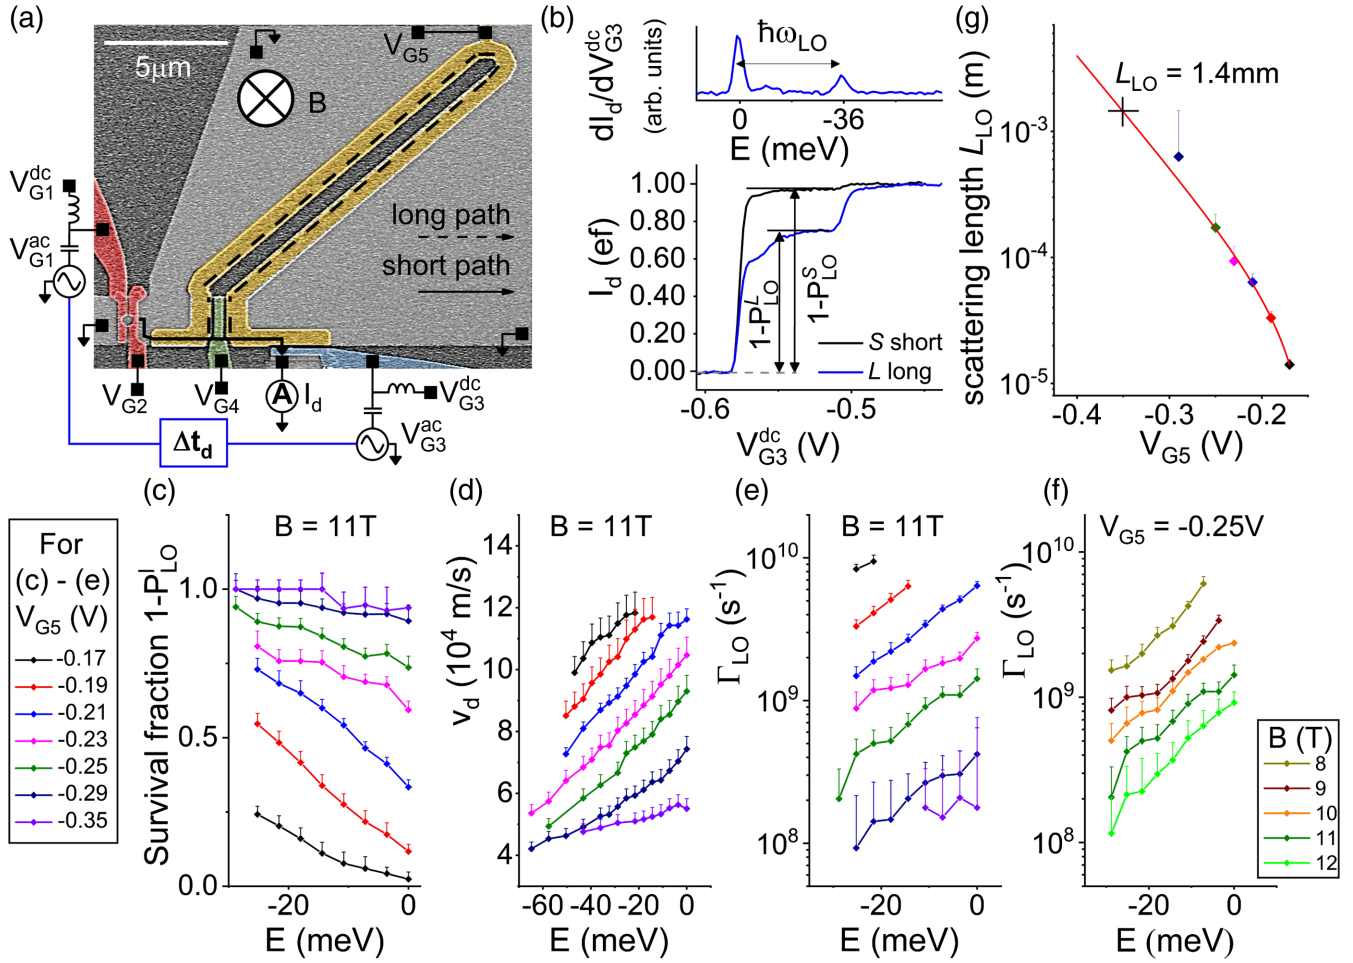 (a)
5μm
B
V_G5
long path
short path
V_G1^dc
V_G1^ac
V_G2
V_G4
A
I_d
V_G3^dc
V_G3^ac
Δt_d
(b)
dI_d/dV_G3^dc
(arb. units)
ħω_LO
0
-36
E (meV)
I_d (ef)
1.00
0.80
0.60
0.40
0.20
0.00
1-P_LO^L
1-P_LO^S
S short
L long
-0.6
-0.5
V_G3^dc (V)
(g)
scattering length L_LO (m)
L_LO = 1.4mm
10^-3
10^-4
10^-5
-0.4
-0.3
-0.2
V_G5 (V)
For
(c) - (e)
V_G5 (V)
-0.17
-0.19
-0.21
-0.23
-0.25
-0.29
-0.35
(c)
B = 11T
Survival fraction 1-P_LO^l
1.0
0.5
0.0
-20
0
E (meV)
(d)
B = 11T
v_d (10^4 m/s)
14
12
10
8
6
4
-60
-40
-20
0
E (meV)
(e)
B = 11T
Γ_LO (s^-1)
10^10
10^9
10^8
-20
0
E (meV)
(f)
V_G5 = -0.25V
Γ_LO (s^-1)
10^10
10^9
10^8
-20
0
E (meV)
B (T)
8
9
10
11
12